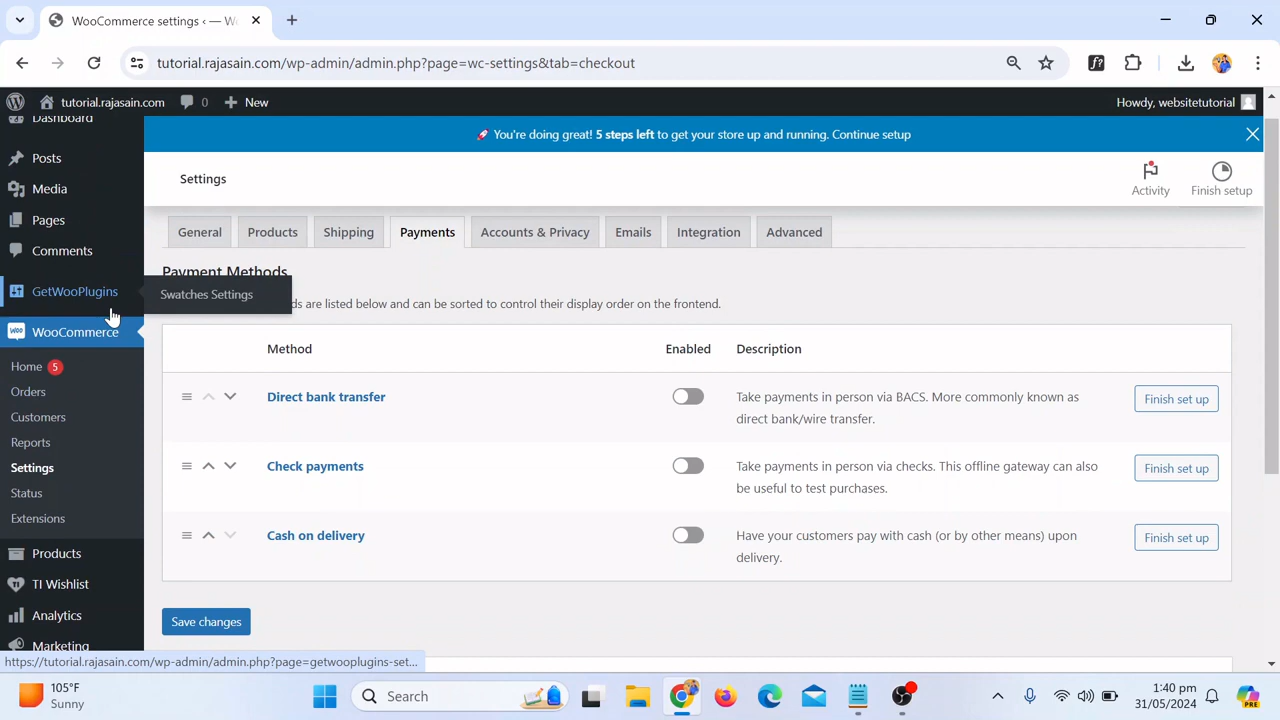 WooCommerce settings ‹ — W
tutorial.rajasain.com/wp-admin/admin.php?page=wc-settings&tab=checkout
tutorial.rajasain.com 0 New Howdy, websitetutorial
Dashboard
Posts
Media
Pages
Comments
GetWooPlugins
Swatches Settings
WooCommerce
Home 5
Orders
Customers
Reports
Settings
Status
Extensions
Products
TI Wishlist
Analytics
Marketing
🚀 You're doing great! 5 steps left to get your store up and running. Continue setup
Settings
Activity
Finish setup
General Products Shipping Payments Accounts & Privacy Emails Integration Advanced
Payment Methods
ds are listed below and can be sorted to control their display order on the frontend.
Method Enabled Description
Direct bank transfer
Take payments in person via BACS. More commonly known as
direct bank/wire transfer.
Finish set up
Check payments
Take payments in person via checks. This offline gateway can also
be useful to test purchases.
Finish set up
Cash on delivery
Have your customers pay with cash (or by other means) upon
delivery.
Finish set up
Save changes
https://tutorial.rajasain.com/wp-admin/admin.php?page=getwooplugins-set...
105°F
Sunny
Search
1:40 pm
31/05/2024
PRE